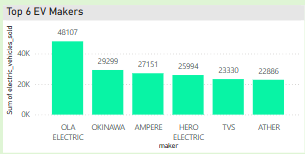 Top 6 EV Makers
Sum of electric_vehicles_sold
48107
29299
27151
25994
23330
22886
40K
20K
0K
OLA
ELECTRIC
OKINAWA
AMPERE
HERO
ELECTRIC
TVS
ATHER
maker